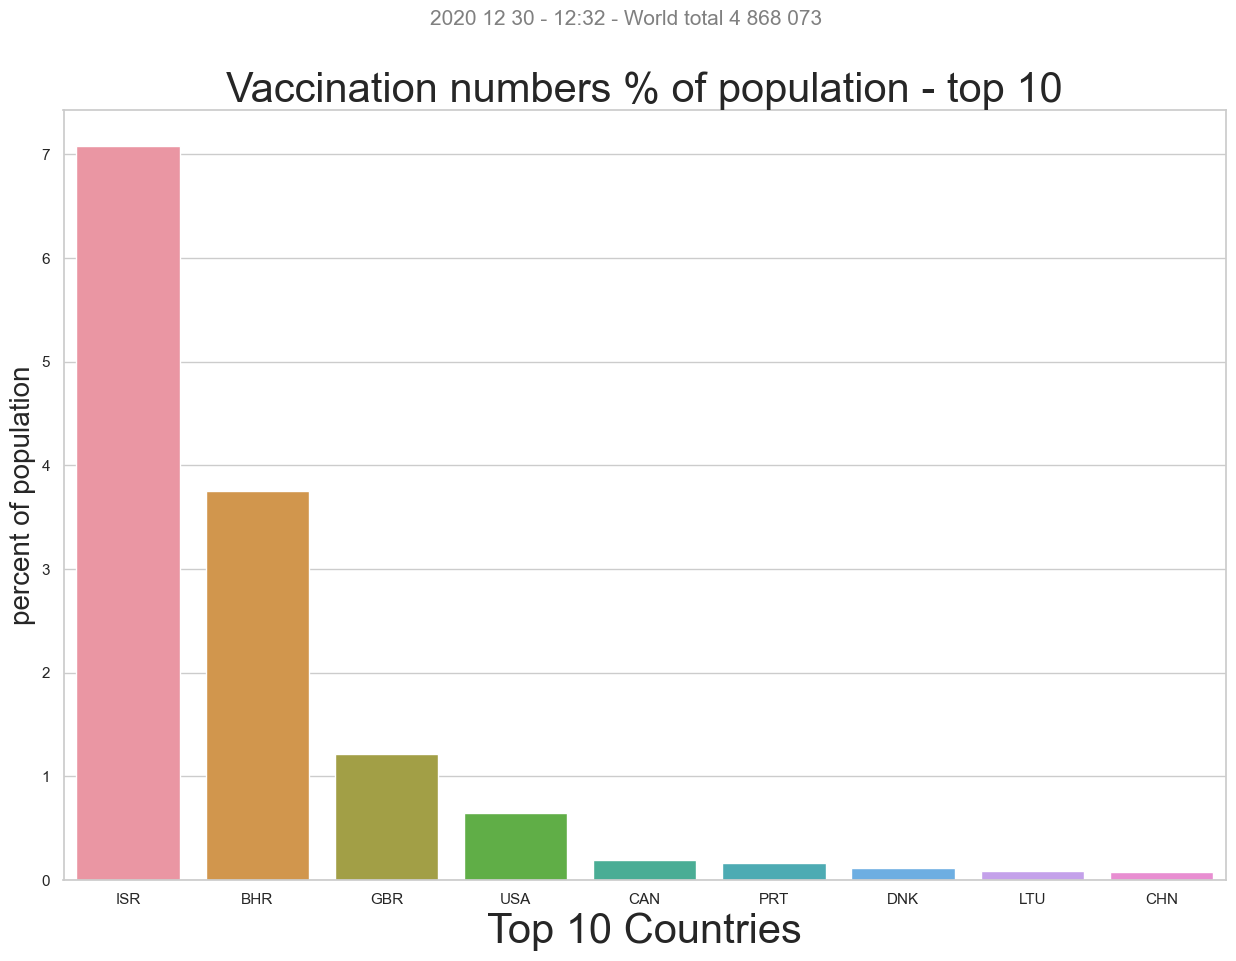 2020 12 30 - 12:32 - World total 4 868 073
Vaccination numbers % of population - top 10
percent of population
7
6
5
4
3
2
1
0
ISR BHR GBR USA CAN PRT DNK LTU CHN
Top 10 Countries